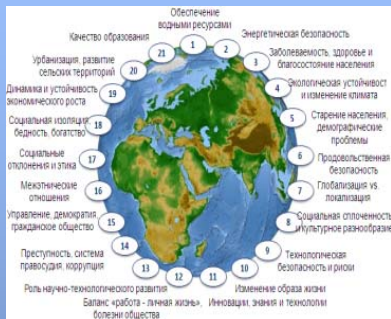 Обеспечение
водными ресурсами
1
Энергетическая безопасность
2
Заболеваемость, здоровье и
благосостояние населения
3
Экологическая устойчивост
и изменение климата
4
Старение населения,
демографические
проблемы
5
Продовольственная
безопасность
6
Глобализация vs.
локализация
7
Социальная сплоченность
и культурное разнообразие
8
Технологическая
безопасность и риски
9
Изменение образа жизни
10
Инновации, знания и технологии
11
Баланс «работа - личная жизнь»,
болезни общества
12
Роль научно-технологического развития
13
Преступность, система
правосудия, коррупция
14
Управление, демократия,
гражданское общество
15
Межэтнические
отношения
16
Социальные
отклонения и этика
17
Социальная изоляция,
бедность, богатство
18
Динамика и устойчивость
экономического роста
19
Урбанизация, развитие
сельских территорий
20
Качество образования
21